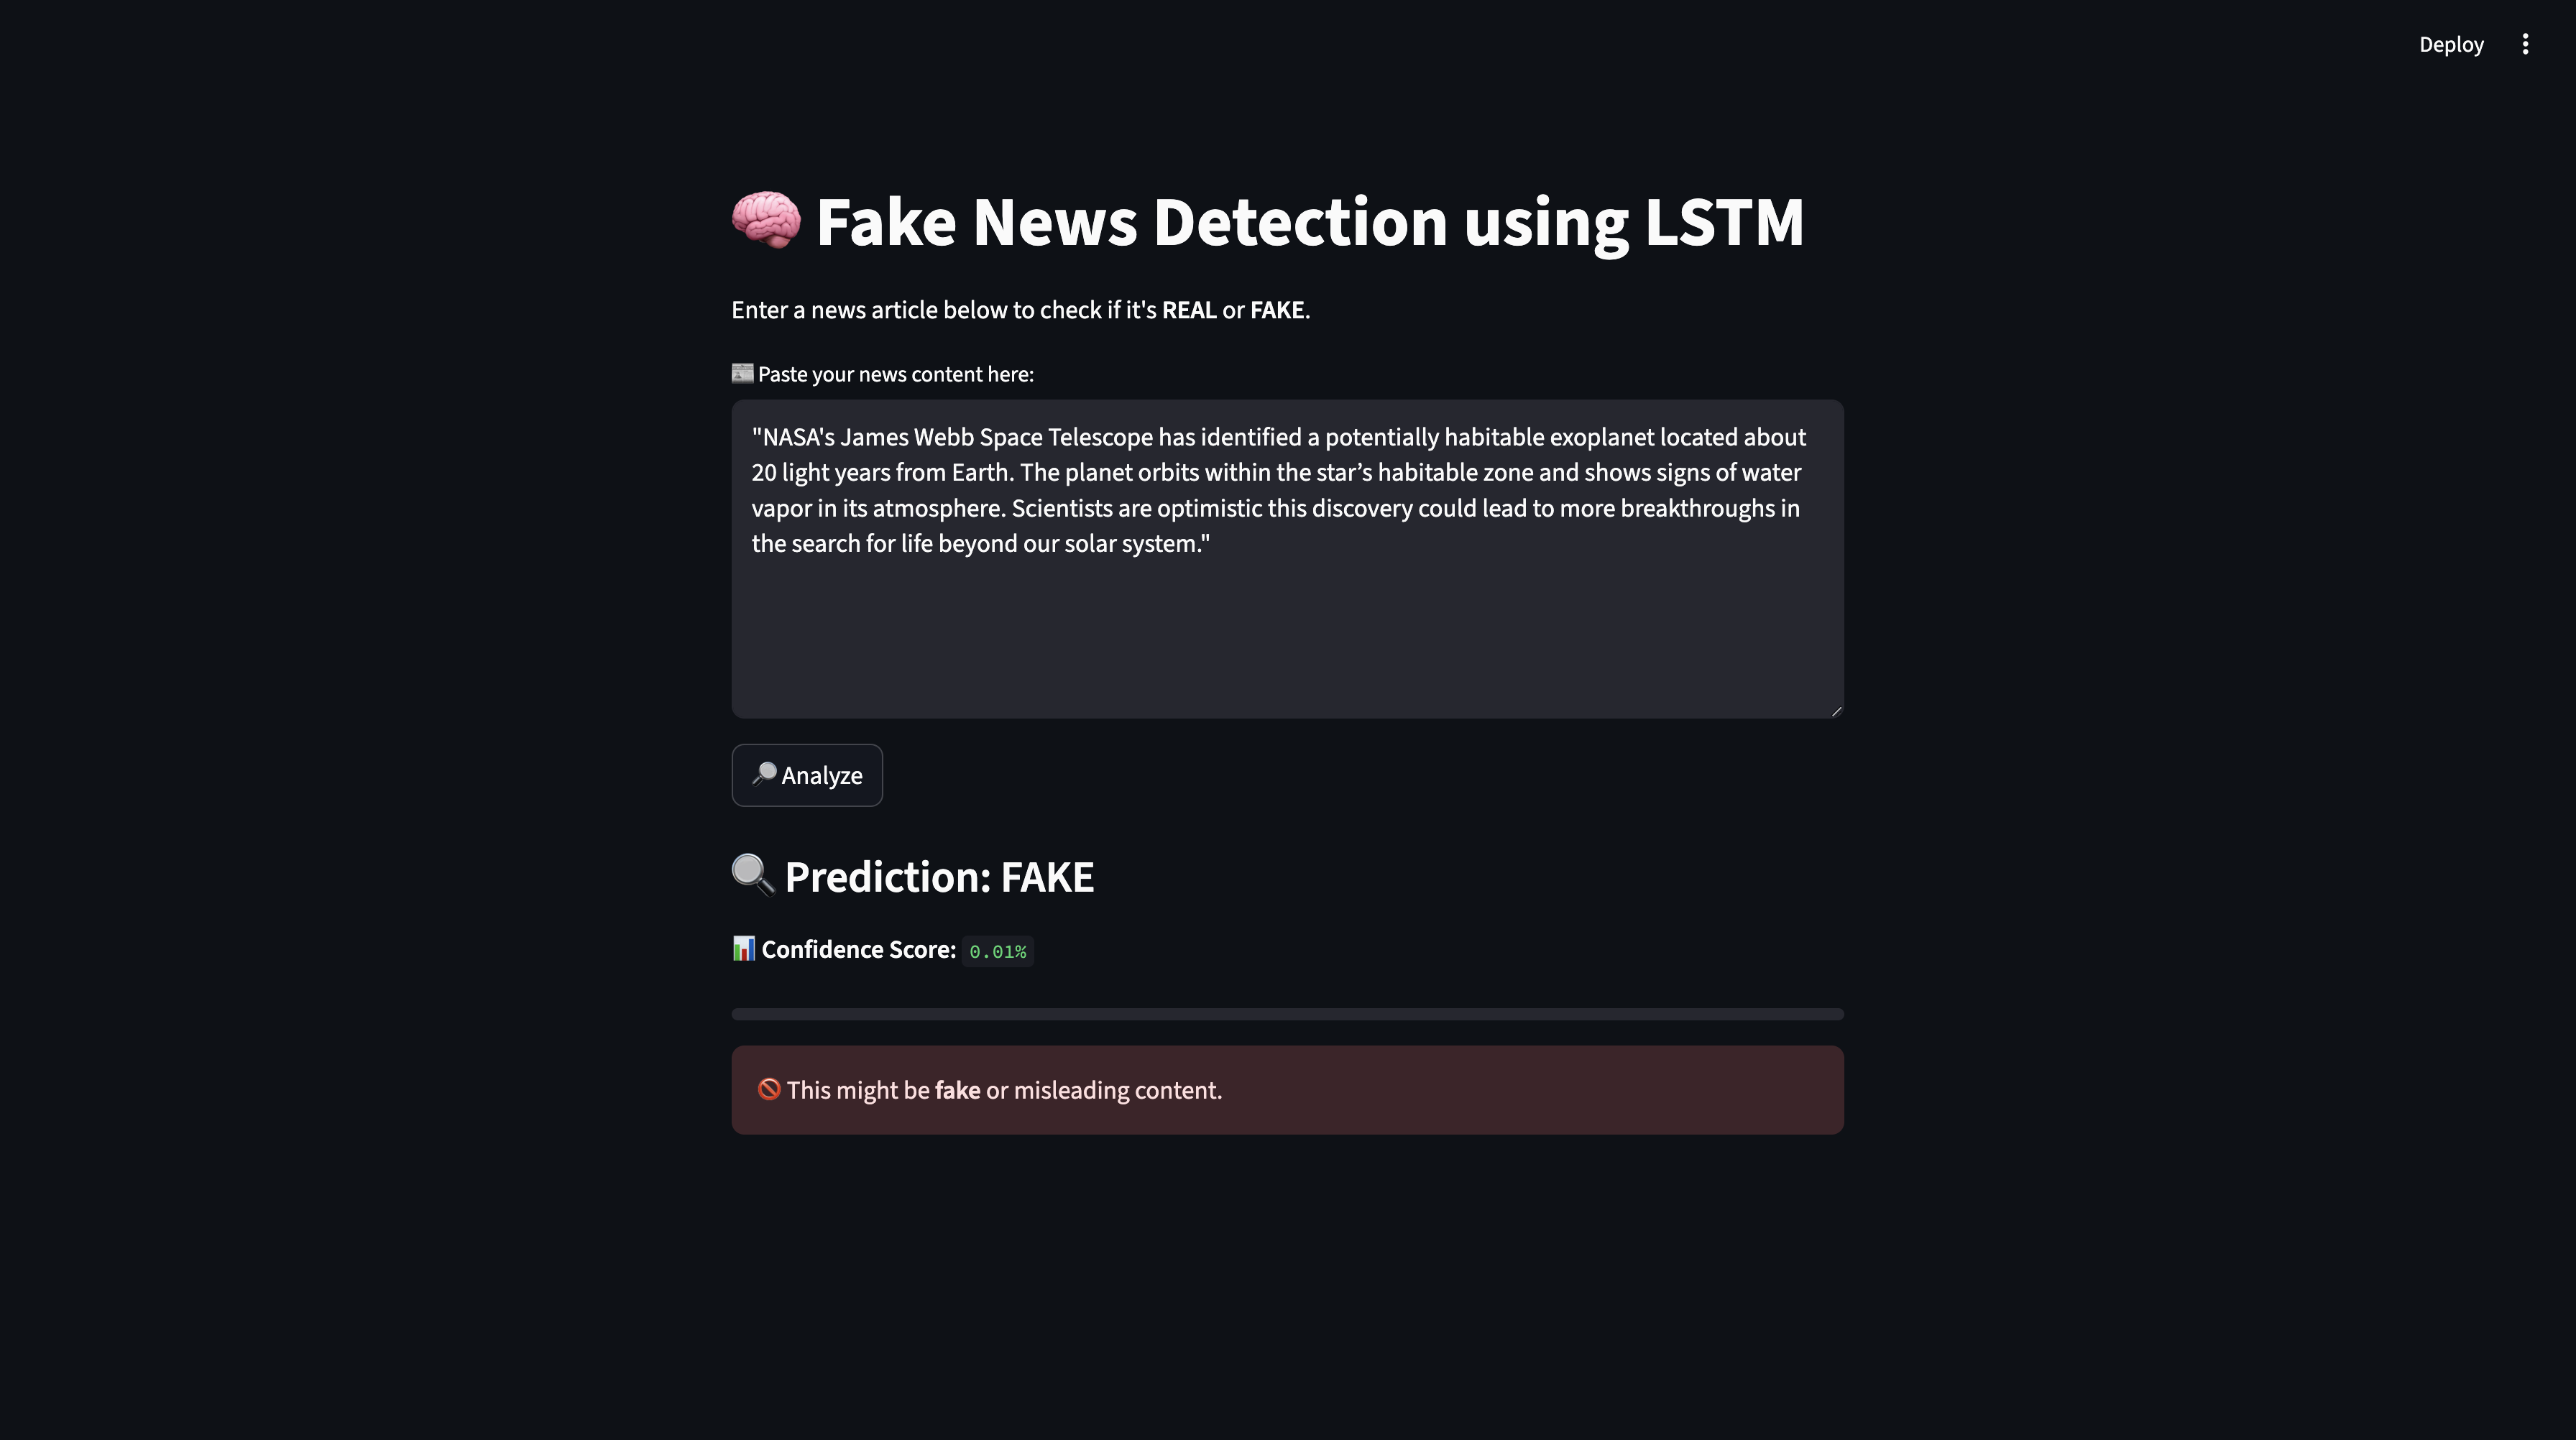 Deploy
🧠 Fake News Detection using LSTM
Enter a news article below to check if it's REAL or FAKE.
📰 Paste your news content here:
"NASA's James Webb Space Telescope has identified a potentially habitable exoplanet located about
20 light years from Earth. The planet orbits within the star’s habitable zone and shows signs of water
vapor in its atmosphere. Scientists are optimistic this discovery could lead to more breakthroughs in
the search for life beyond our solar system."
🔎 Analyze
🔍 Prediction: FAKE
📊 Confidence Score: 0.01%
🚫 This might be fake or misleading content.